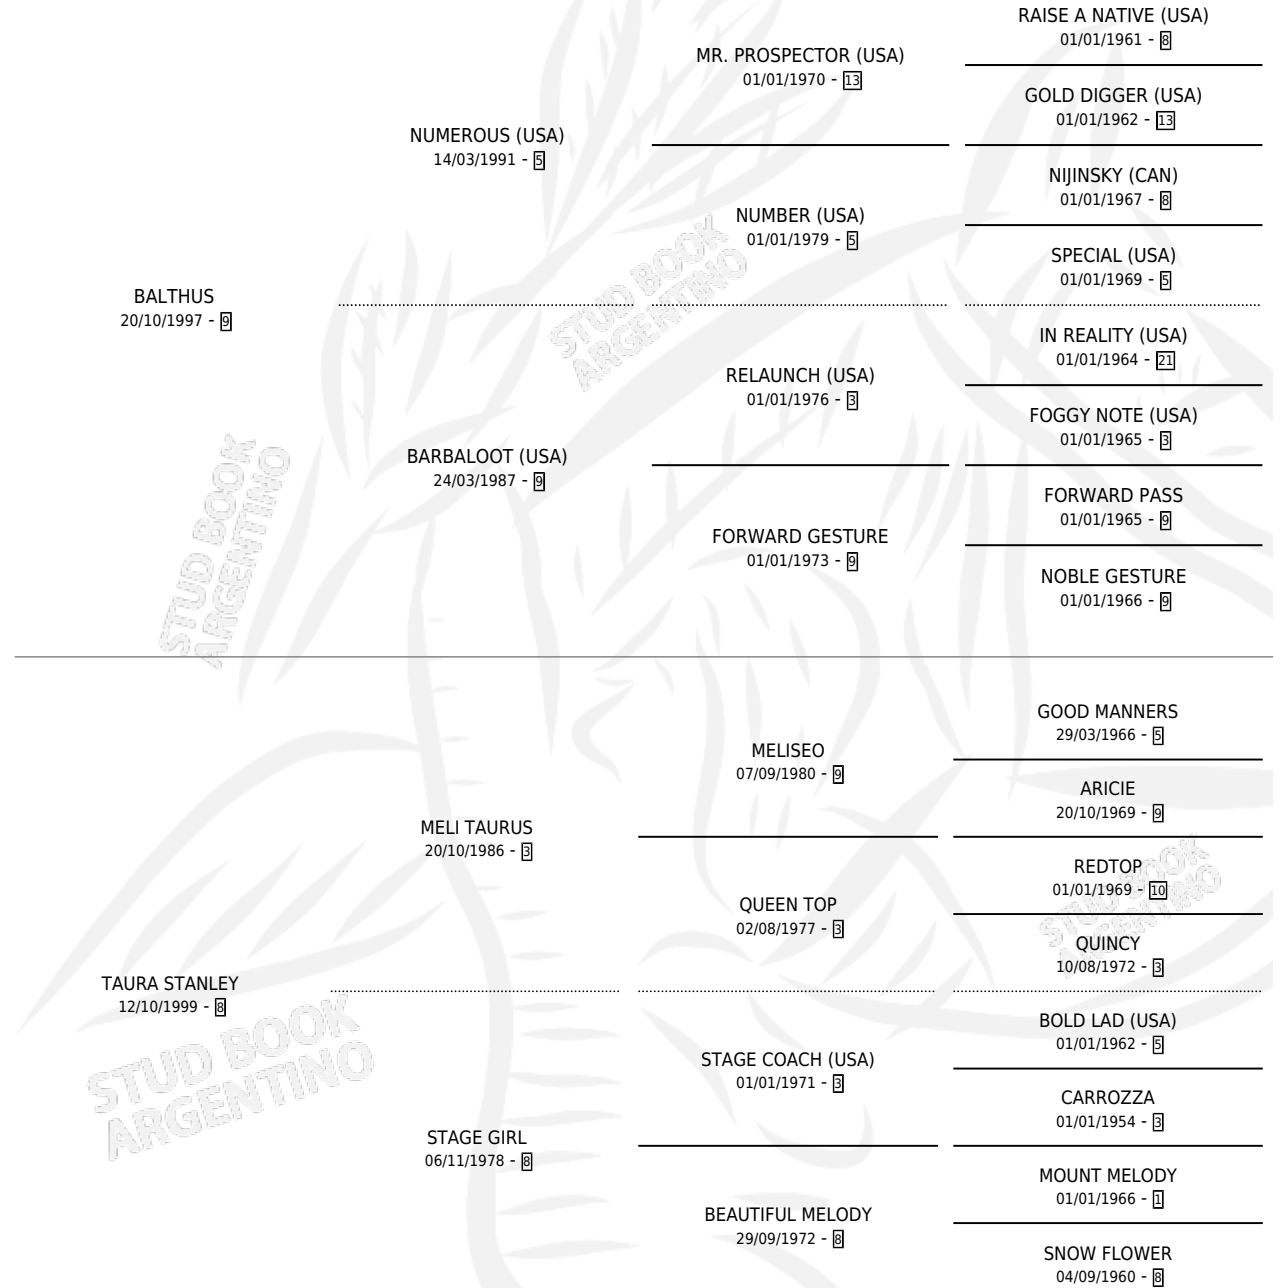 RAISE A NATIVE (USA)
01/01/1961 - 8
MR. PROSPECTOR (USA)
01/01/1970 - 13
GOLD DIGGER (USA)
01/01/1962 - 13
NUMEROUS (USA)
14/03/1991 - 5
NIJINSKY (CAN)
01/01/1967 - 8
NUMBER (USA)
01/01/1979 - 5
SPECIAL (USA)
01/01/1969 - 5
STUD BOOK
ARGENTINO
BALTHUS
20/10/1997 - 9
IN REALITY (USA)
01/01/1964 - 21
RELAUNCH (USA)
01/01/1976 - 3
FOGGY NOTE (USA)
01/01/1965 - 3
BARBALOOT (USA)
24/03/1987 - 9
FORWARD PASS
01/01/1965 - 9
FORWARD GESTURE
01/01/1973 - 9
NOBLE GESTURE
01/01/1966 - 9
STUD BOOK
ARGENTINO
GOOD MANNERS
29/03/1966 - 5
MELISEO
07/09/1980 - 9
ARICIE
20/10/1969 - 9
MELI TAURUS
20/10/1986 - 3
REDTOP
01/01/1969 - 10
QUEEN TOP
02/08/1977 - 3
QUINCY
10/08/1972 - 3
STUD BOOK
ARGENTINO
TAURA STANLEY
12/10/1999 - 8
BOLD LAD (USA)
01/01/1962 - 5
STAGE COACH (USA)
01/01/1971 - 3
CARROZZA
01/01/1954 - 3
STUD BOOK
ARGENTINO
STAGE GIRL
06/11/1978 - 8
MOUNT MELODY
01/01/1966 - 1
BEAUTIFUL MELODY
29/09/1972 - 8
SNOW FLOWER
04/09/1960 - 8